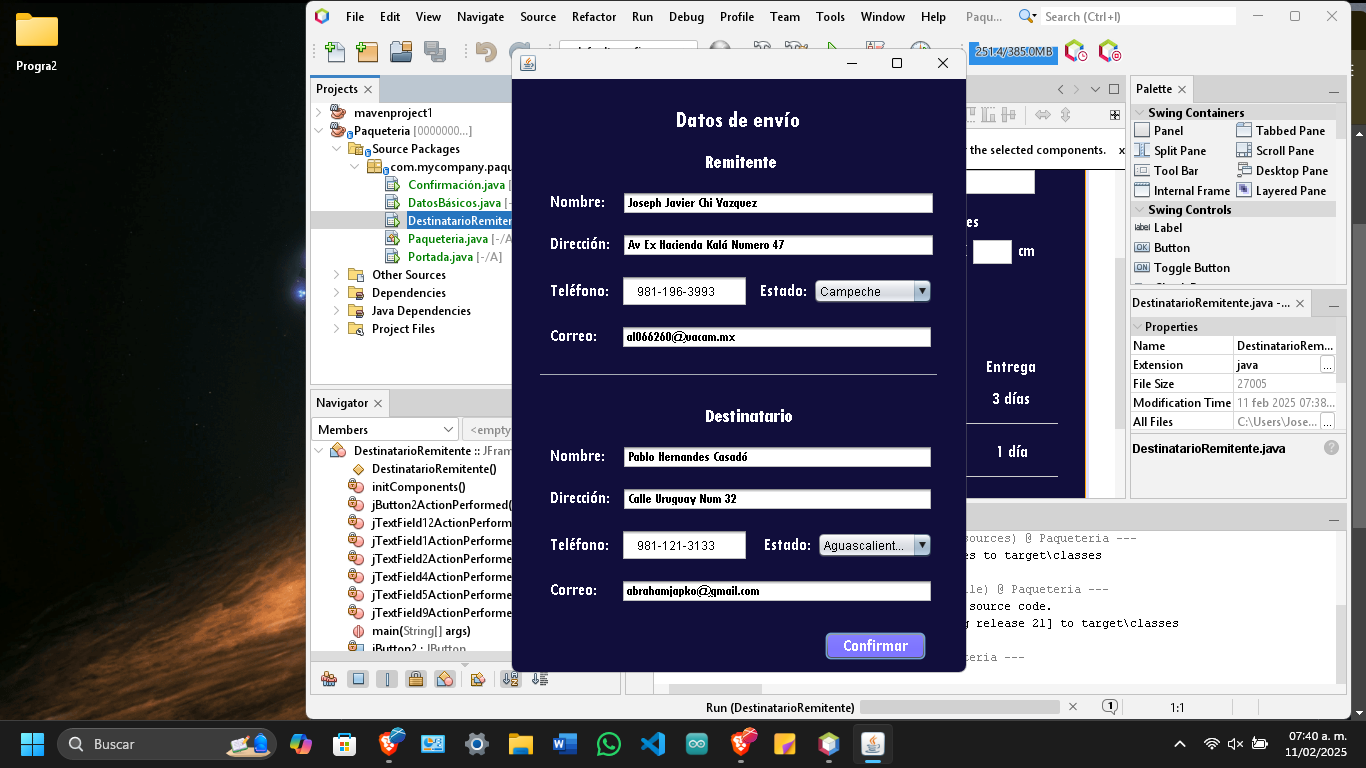 Progra2
File Edit View Navigate Source Refactor Run Debug Profile Team Tools Window Help Paqu... Search (Ctrl+I)
251.4/385.0MB
Projects
mavenproject1
Paqueteria [0000000...]
Source Packages
com.mycompany.paqu
Confirmación.java [
DatosBásicos.java [-/
DestinatarioRemiten
Paqueteria.java [-/A]
Portada.java [-/A]
Other Sources
Dependencies
Java Dependencies
Project Files
Navigator
Members <empty
DestinatarioRemitente :: JFram
DestinatarioRemitente()
initComponents()
jButton2ActionPerformed(
jTextField12ActionPerform
jTextField1ActionPerforme
jTextField2ActionPerforme
jTextField4ActionPerforme
jTextField5ActionPerforme
jTextField9ActionPerforme
main(String[] args)
jButton2 : JButton
Datos de envío
Remitente
Nombre: Joseph Javier Chi Vazquez
Dirección: Av Ex Hacienda Kalá Numero 47
Teléfono: 981-196-3993 Estado: Campeche
Correo: al066260@uacam.mx
Destinatario
Nombre: Pablo Hernandes Casadó
Dirección: Calle Uruguay Num 32
Teléfono: 981-121-3133 Estado: Aguascalient...
Correo: abrahamjapko@gmail.com
Confirmar
the selected components. x
es
cm
Entrega
3 días
1 día
sources) @ Paqueteria ---
es to target\classes
le) @ Paqueteria ---
source code.
g release 21] to target\classes
teria ---
Run (DestinatarioRemitente) 1 1:1
Palette
Swing Containers
Panel Tabbed Pane
Split Pane Scroll Pane
Tool Bar Desktop Pane
Internal Frame Layered Pane
Swing Controls
label Label
OK Button
ON Toggle Button
DestinatarioRemitente.java -...
Properties
Name DestinatarioRem...
Extension java ...
File Size 27005
Modification Time 11 feb 2025 07:38...
All Files C:\Users\Jose... ...
DestinatarioRemitente.java
Buscar
07:40 a. m.
11/02/2025